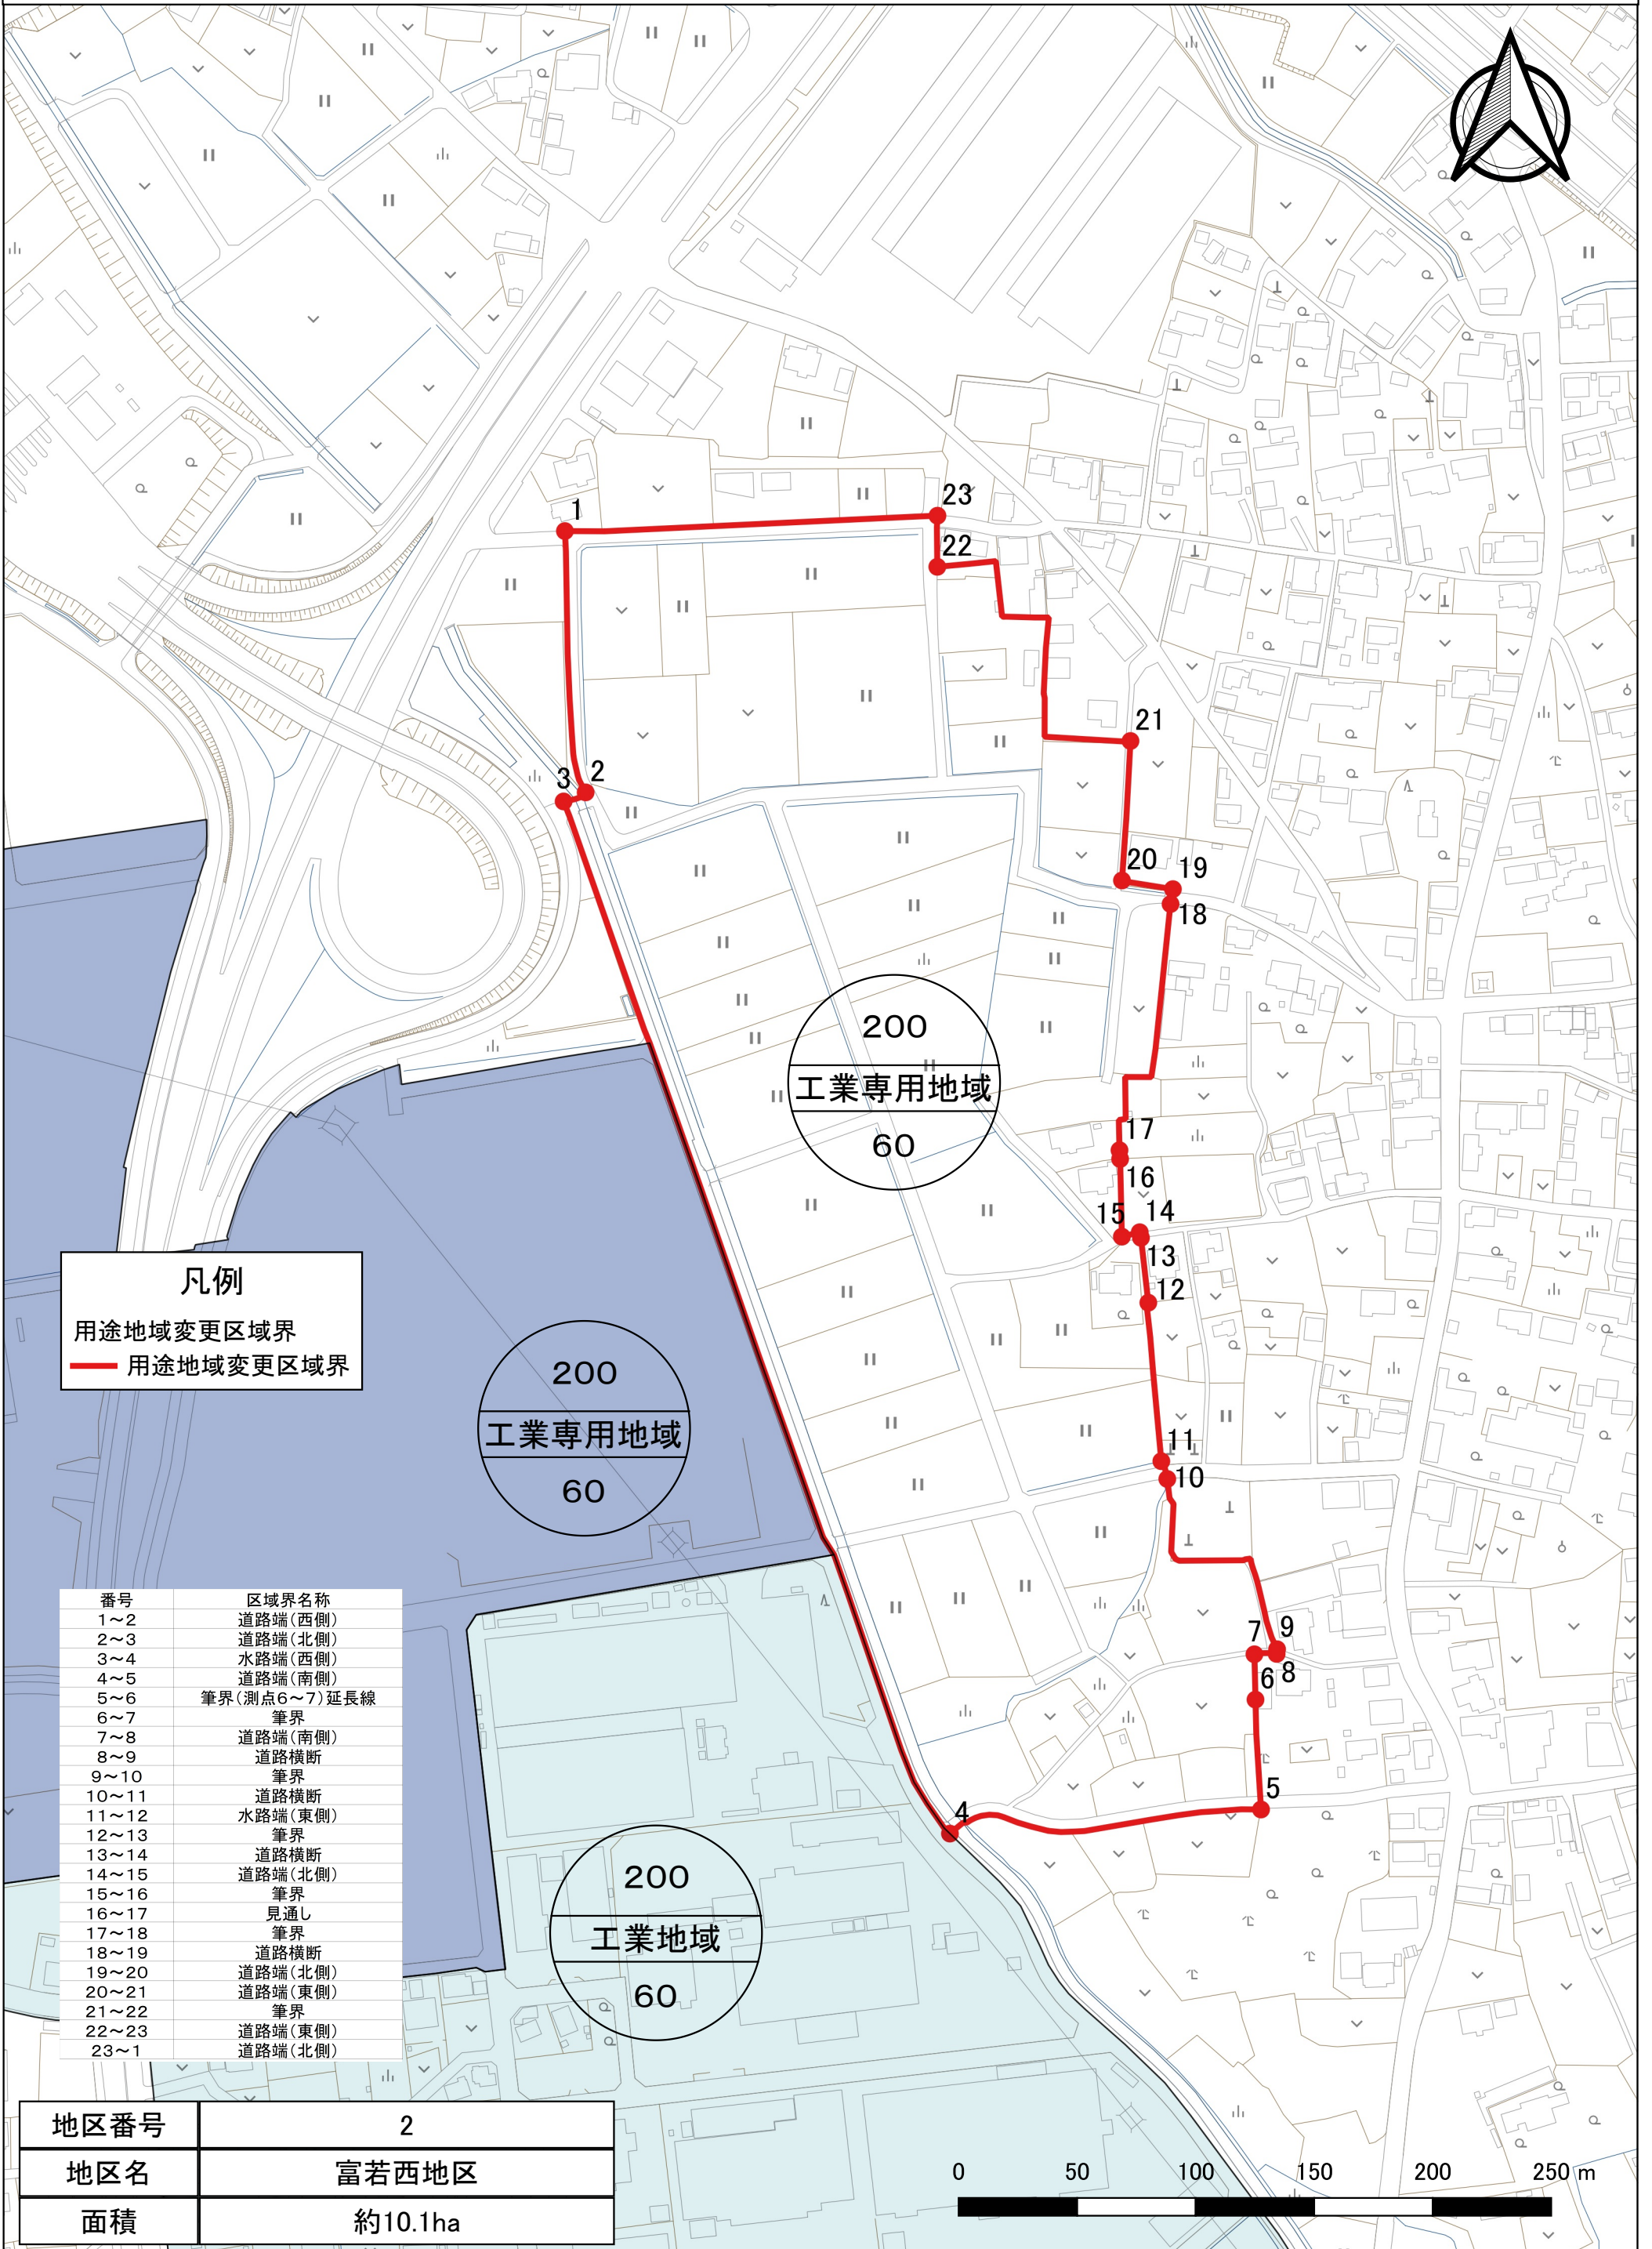 1
23
22
2
3
21
20
19
18
200
工業専用地域
60
17
16
15
14
13
12
11
10
9
7
8
6
5
4
凡例
用途地域変更区域界
用途地域変更区域界
200
工業専用地域
60
200
工業地域
60
番号 区域界名称
1～2 道路端(西側)
2～3 道路端(北側)
3～4 水路端(西側)
4～5 道路端(南側)
5～6 筆界(測点6～7)延長線
6～7 筆界
7～8 道路端(南側)
8～9 道路横断
9～10 筆界
10～11 道路横断
11～12 水路端(東側)
12～13 筆界
13～14 道路横断
14～15 道路端(北側)
15～16 筆界
16～17 見通し
17～18 筆界
18～19 道路横断
19～20 道路端(北側)
20～21 道路端(東側)
21～22 筆界
22～23 道路端(東側)
23～1 道路端(北側)
地区番号 2
地区名 富若西地区
面積 約10.1ha
0 50 100 150 200 250 m